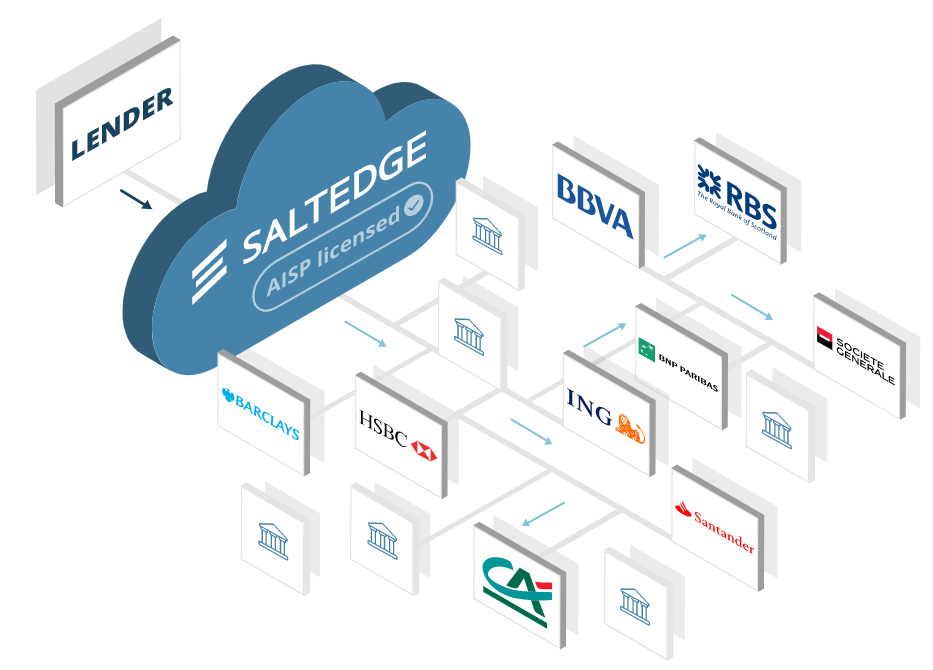 LENDER
SALTEDGE
AISP licensed
BBVA
RBS
The Royal Bank of Scotland
BARCLAYS
HSBC
ING
BNP PARIBAS
SOCIETE
GENERALE
Santander
CA